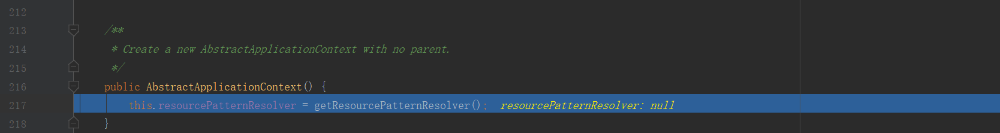 212
213 /**
214 * Create a new AbstractApplicationContext with no parent.
215 */
216 public AbstractApplicationContext() {
217 this.resourcePatternResolver = getResourcePatternResolver(); resourcePatternResolver: null
218 }